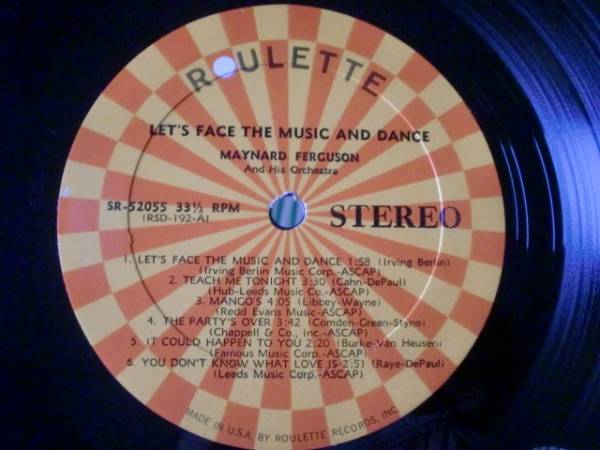 ROULETTE
LET'S FACE THE MUSIC AND DANCE
MAYNARD FERGUSON
And His Orchestra
SR-52055 33⅓ RPM
(RSD-192-A)
STEREO
1. LET'S FACE THE MUSIC AND DANCE 1:58 (Irving Berlin)
(Irving Berlin Music Corp.-ASCAP)
2. TEACH ME TONIGHT 3:30 (Cahn-DePaul)
(Hub-Leeds Music Co.-ASCAP)
3. MANGO'S 4:05 (Libbey-Wayne)
(Redd Evans Music-ASCAP)
4. THE PARTY'S OVER 3:42 (Comden-Green-Styne)
(Chappell & Co., inc.-ASCAP)
5. IT COULD HAPPEN TO YOU 2:20 (Burke-Van Heusen)
(Famous Music Corp.-ASCAP)
6. YOU DON'T KNOW WHAT LOVE IS-2:51 (Raye-DePaul)
(Leeds Music Corp.-ASCAP)
MADE IN U.S.A. BY ROULETTE RECORDS, INC.